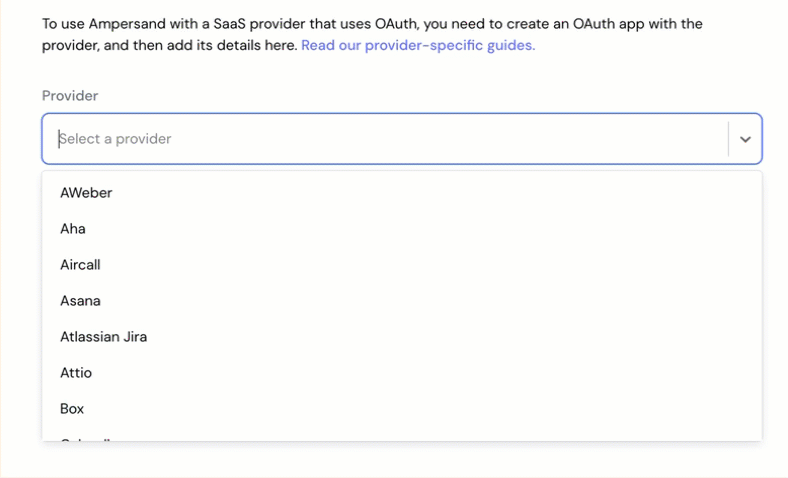 To use Ampersand with a SaaS provider that uses OAuth, you need to create an OAuth app with the
provider, and then add its details here. Read our provider-specific guides.
Provider
Select a provider
AWeber
Aha
Aircall
Asana
Atlassian Jira
Attio
Box